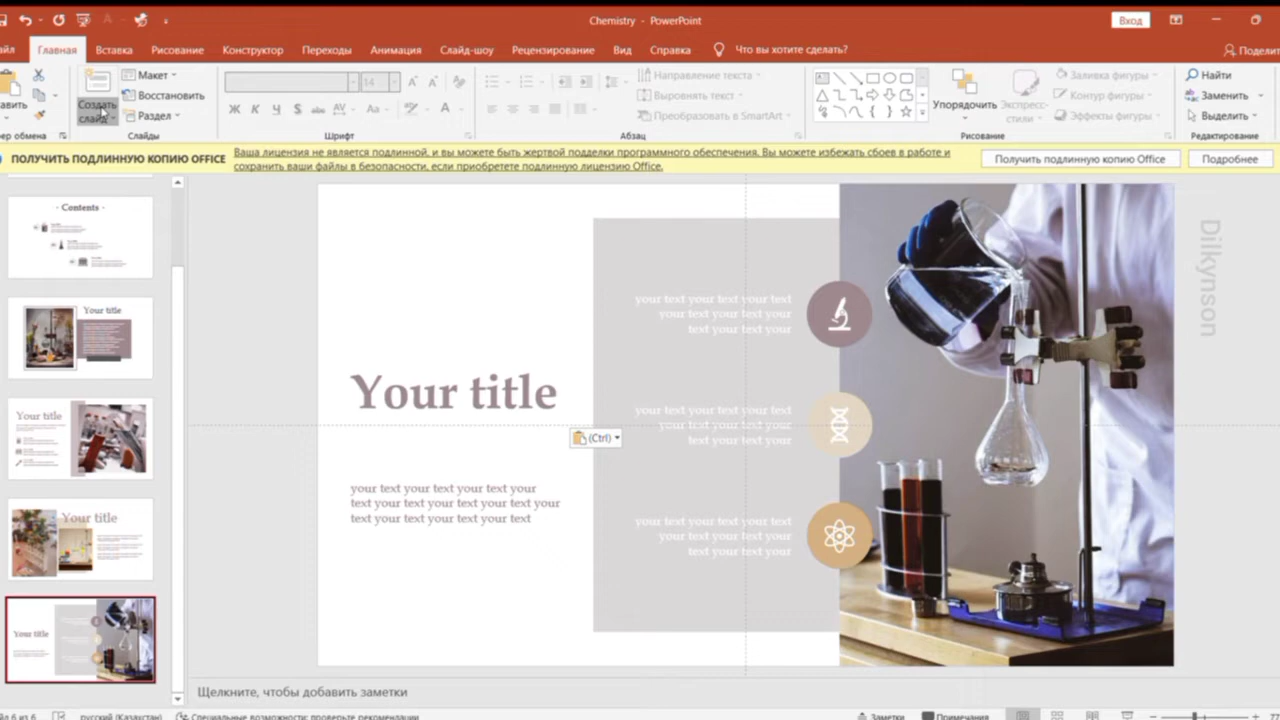 Chemistry - PowerPoint
Вход
Главная
Вставка
Рисование
Конструктор
Переходы
Анимация
Слайд-шоу
Рецензирование
Вид
Справка
Что вы хотите сделать?
Макет
Восстановить
Раздел
Создать
слайд
Слайды
14
Ж К Ч S abc AV Aa А
Шрифт
Направление текста
Выровнять текст
Преобразовать в SmartArt
Абзац
Упорядочить
Экспресс-
стили
Заливка фигуры
Контур фигуры
Эффекты фигуры
Рисование
Найти
Заменить
Выделить
Редактирование
ПОЛУЧИТЬ ПОДЛИННУЮ КОПИЮ OFFICE
Ваша лицензия не является подлинной, и вы можете быть жертвой подделки программного обеспечения. Вы можете избежать сбоев в работе и
сохранить ваши файлы в безопасности, если приобретете подлинную лицензию Office.
Получить подлинную копию Office
Подробнее
- Contents -
Your title
Your title
Your title
Your title
Your title
your text your text your text
text your text your text your
text your text your text
your text your text your text
your text your text your
text your text your
your text your text your text
your text your text your
text your text your
your text your text your text
your text your text your
text your text your
(Ctrl)
Dilkynson
Щелкните, чтобы добавить заметки
русский (Казахстан)
Специальные возможности: проверьте рекомендации
Заметки
Примечания